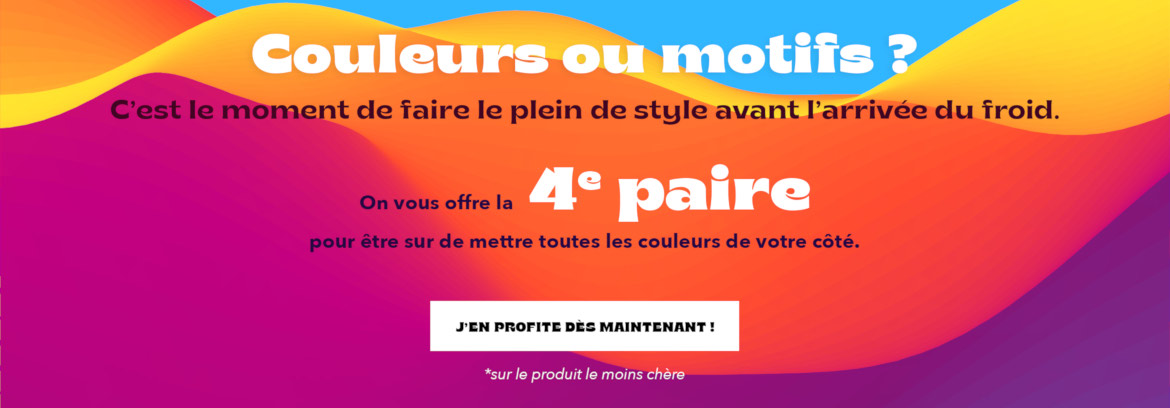 Couleurs ou motifs ?
C'est le moment de faire le plein de style avant l'arrivée du froid.
On vous offre la 4e paire
pour être sur de mettre toutes les couleurs de votre côté.
J'EN PROFITE DÈS MAINTENANT !
*sur le produit le moins chère